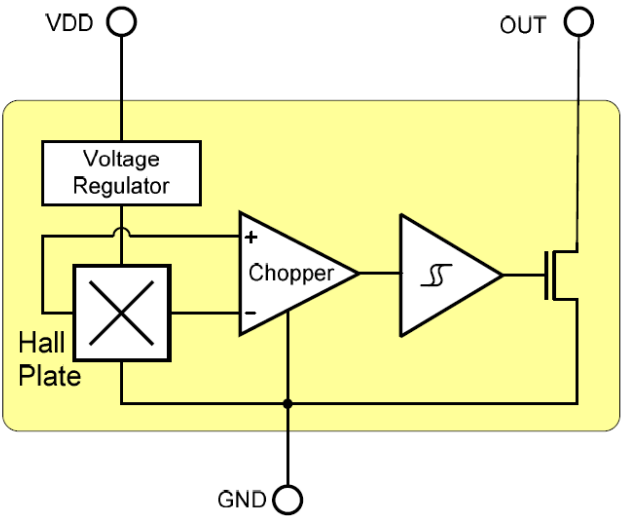 VDD
OUT
Voltage
Regulator
+
Chopper
-
Hall
Plate
GND